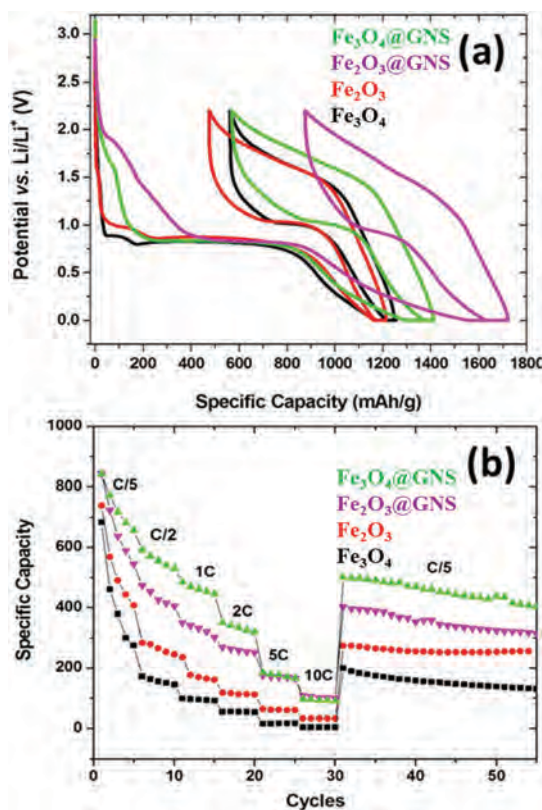 (a)
Fe₃O₄@GNS
Fe₂O₃@GNS
Fe₂O₃
Fe₃O₄
Potential vs. Li/Li⁺ (V)
3.0
2.5
2.0
1.5
1.0
0.5
0.0
0 200 400 600 800 1000 1200 1400 1600 1800
Specific Capacity (mAh/g)
(b)
Fe₃O₄@GNS
Fe₂O₃@GNS
Fe₂O₃
Fe₃O₄
Specific Capacity
1000
800
600
400
200
0
C/5
C/2
1C
2C
5C
10C
C/5
0 10 20 30 40 50
Cycles